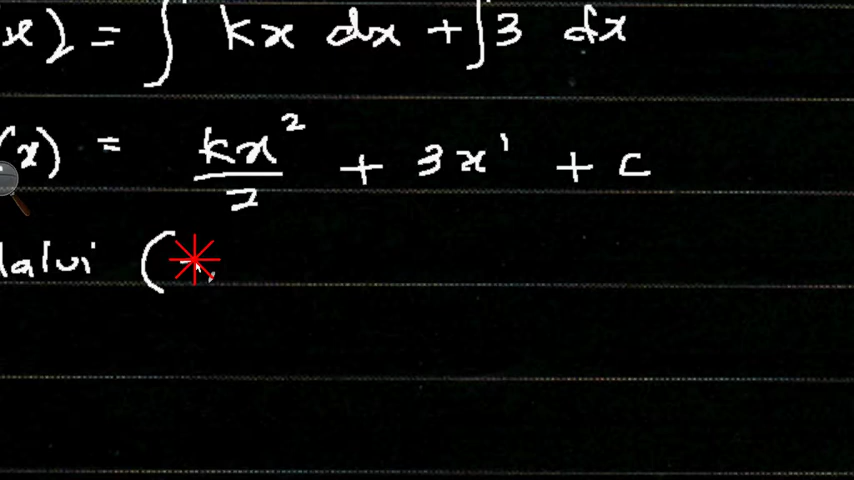 x) = ∫ kx dx + ∫ 3 dx
(x) = kx²/2 + 3x¹ + c
lalui (